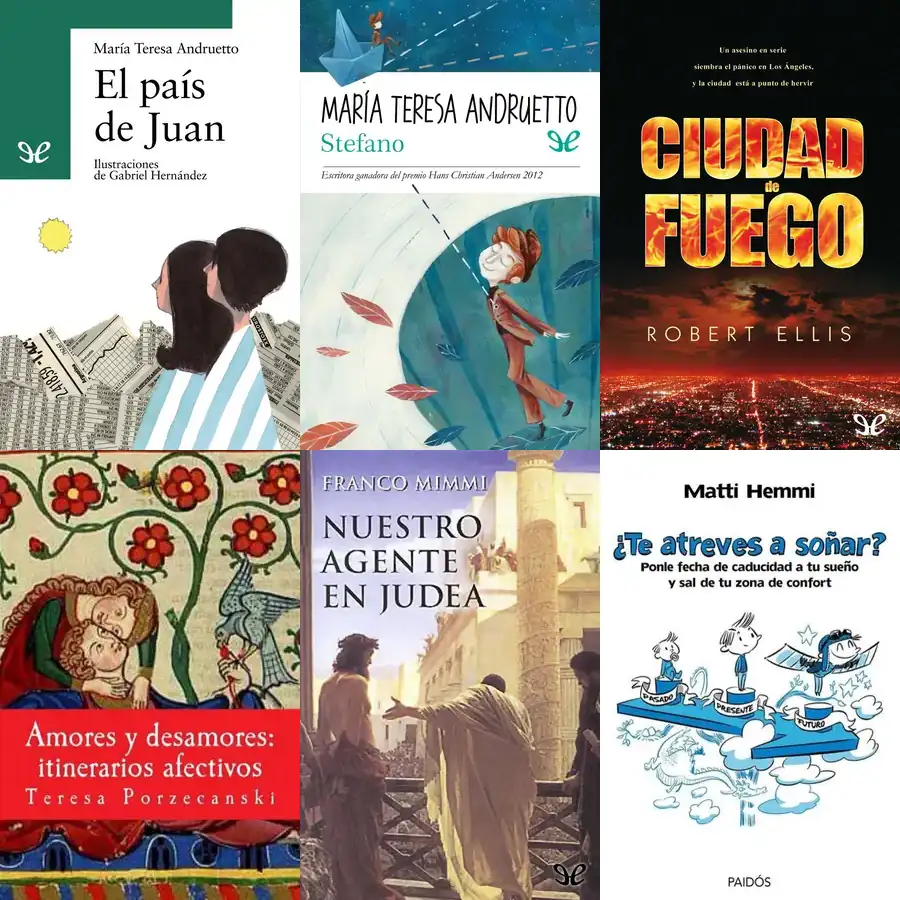 María Teresa Andruetto
El país
de Juan
Ilustraciones
de Gabriel Hernández
MARÍA TERESA ANDRUETTO
Stefano
Escritora ganadora del premio Hans Christian Andersen 2012
Un asesino en serie
siembra el pánico en Los Ángeles,
y la ciudad está a punto de hervir
CIUDAD
de
FUEGO
ROBERT ELLIS
Amores y desamores:
itinerarios afectivos
Teresa Porzecanski
FRANCO MIMMI
NUESTRO
AGENTE
EN JUDEA
Matti Hemmi
¿Te atreves a soñar?
Ponle fecha de caducidad a tu sueño
y sal de tu zona de confort
PASADO
PRESENTE
FUTURO
PAIDÓS